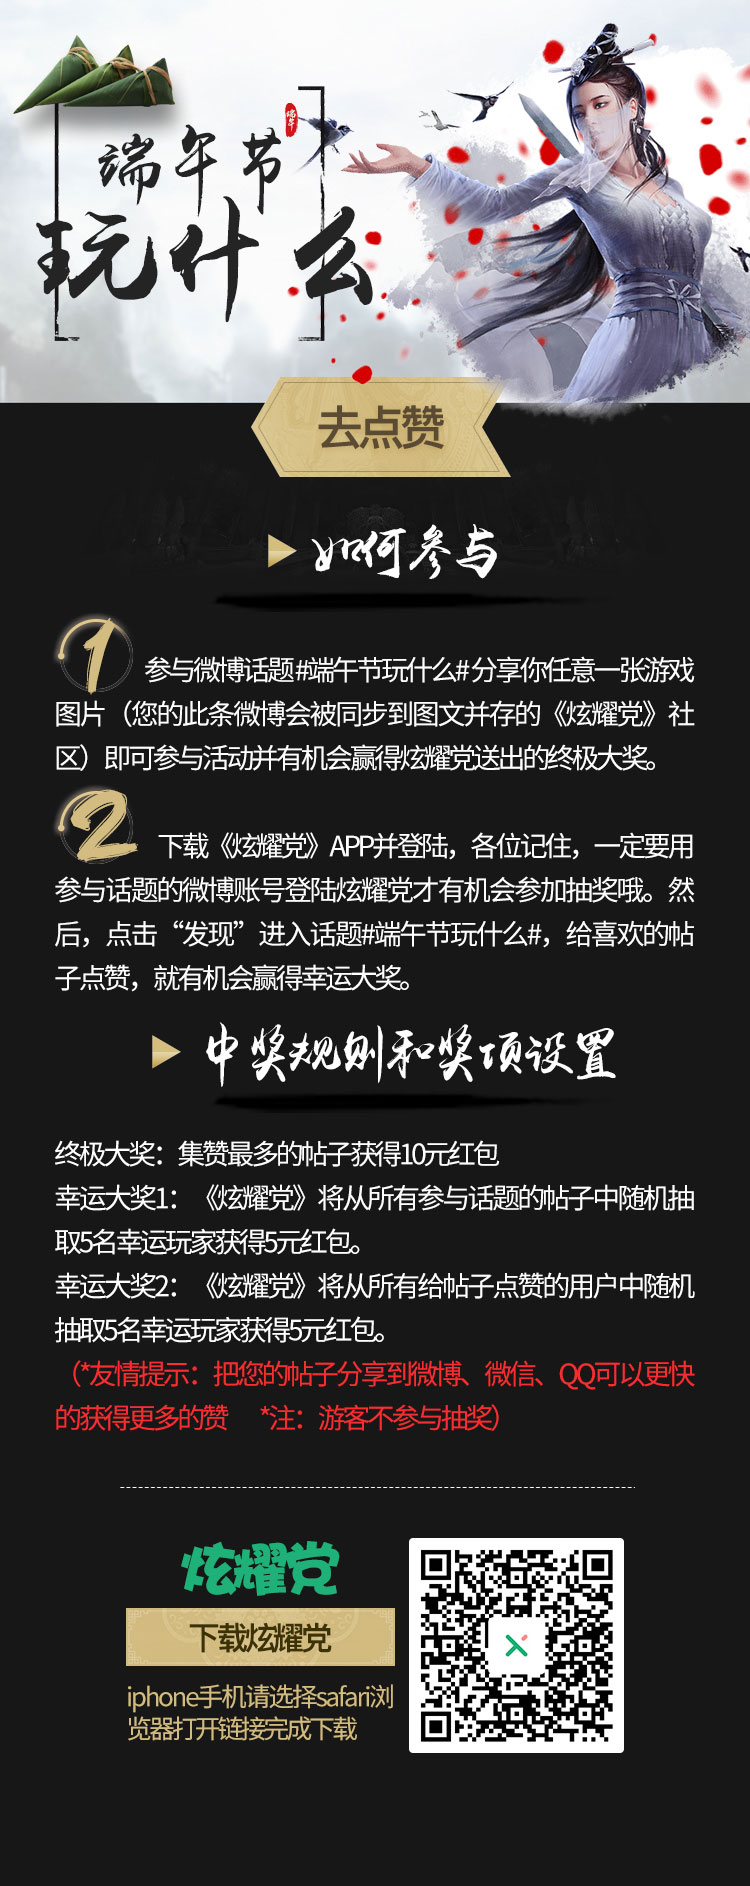 端午
端午节
玩什么
去点赞
如何参与
1 参与微博话题#端午节玩什么#分享你任意一张游戏
图片（您的此条微博会被同步到图文并存的《炫耀党》社
区）即可参与活动并有机会赢得炫耀党送出的终极大奖。
2 下载《炫耀党》APP并登陆，各位记住，一定要用
参与话题的微博账号登陆炫耀党才有机会参加抽奖哦。然
后，点击“发现”进入话题#端午节玩什么#，给喜欢的帖
子点赞，就有机会赢得幸运大奖。
中奖规则和奖项设置
终极大奖：集赞最多的帖子获得10元红包
幸运大奖1：《炫耀党》将从所有参与话题的帖子中随机抽
取5名幸运玩家获得5元红包。
幸运大奖2：《炫耀党》将从所有给帖子点赞的用户中随机
抽取5名幸运玩家获得5元红包。
（*友情提示：把您的帖子分享到微博、微信、QQ可以更快
的获得更多的赞 *注：游客不参与抽奖）
炫耀党
下载炫耀党
iphone手机请选择safari浏
览器打开链接完成下载